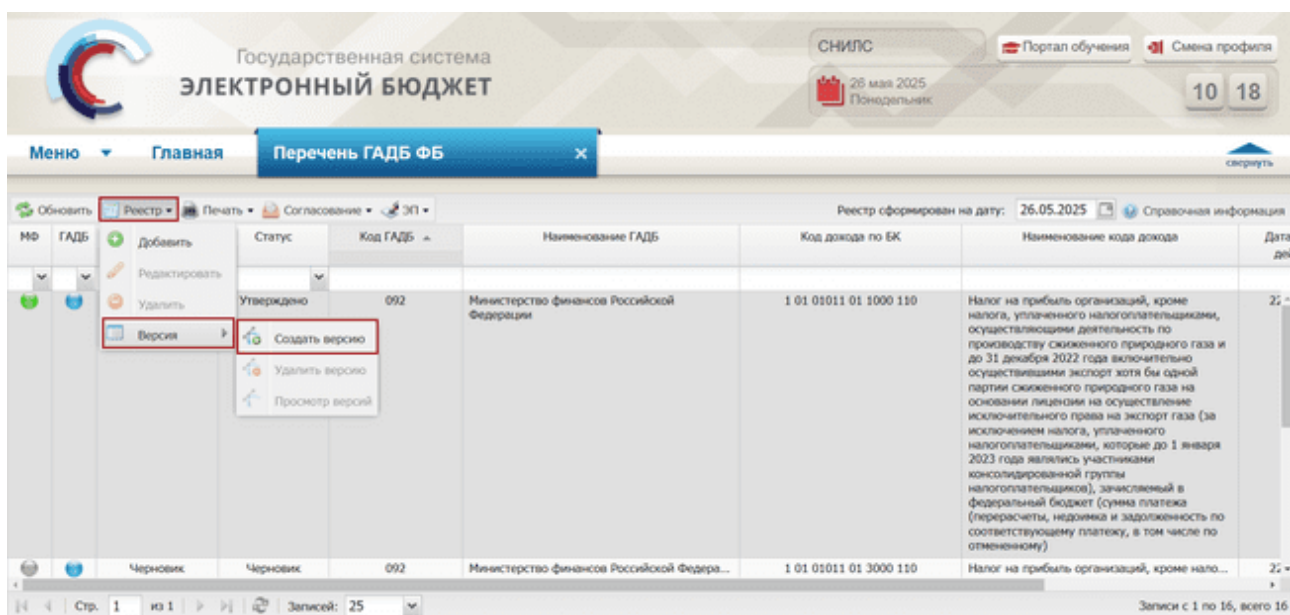 Государственная система
ЭЛЕКТРОННЫЙ БЮДЖЕТ
СНИЛС
Портал обучения
Смена профиля
26 мая 2025
Понедельник
10 18
Меню
Главная
Перечень ГАДБ ФБ
свернуть
Обновить
Реестр
Печать
Согласование
ЭП
Реестр сформирован на дату: 26.05.2025
Справочная информация
МФ
ГАДБ
Статус
Код ГАДБ
Наименование ГАДБ
Код дохода по БК
Наименование кода дохода
Дата
дей
Добавить
Редактировать
Удалить
Версия
Создать версию
Удалить версию
Просмотр версий
Утверждено
092
Министерство финансов Российской
Федерации
1 01 01011 01 1000 110
Налог на прибыль организаций, кроме
налога, уплаченного налогоплательщиками,
осуществляющими деятельность по
производству сжиженного природного газа и
до 31 декабря 2022 года включительно
осуществившими экспорт хотя бы одной
партии сжиженного природного газа на
основании лицензии на осуществление
исключительного права на экспорт газа (за
исключением налога, уплаченного
налогоплательщиками, которые до 1 января
2023 года являлись участниками
консолидированной группы
налогоплательщиков), зачисляемый в
федеральный бюджет (сумма платежа
(перерасчеты, недоимка и задолженность по
соответствующему платежу, в том числе по
отмененному)
22
Черновик
Черновик
092
Министерство финансов Российской Федера...
1 01 01011 01 3000 110
Налог на прибыль организаций, кроме нало...
22
Стр. 1 из 1
Записей: 25
Записи с 1 по 16, всего 16